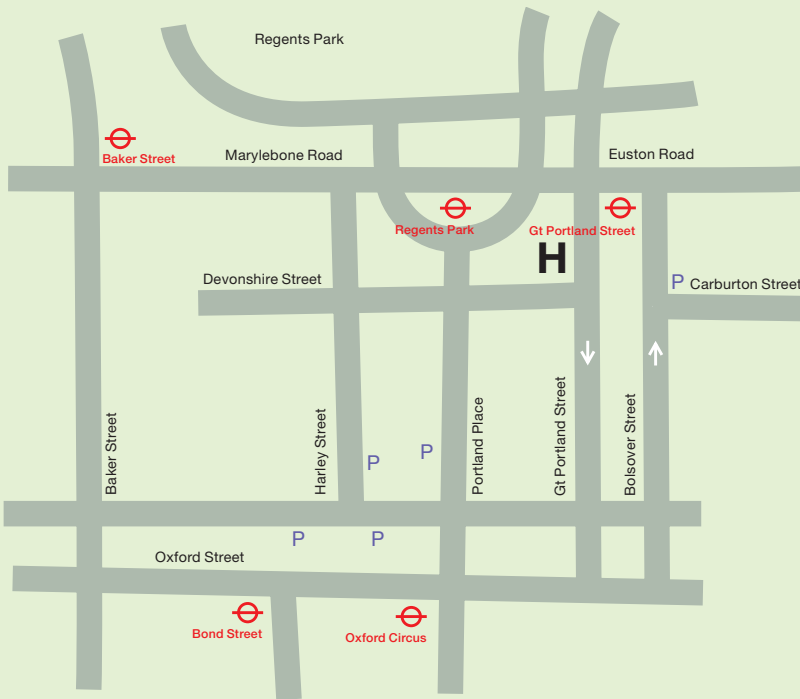 Regents Park
Baker Street
Marylebone Road
Euston Road
Regents Park
Gt Portland Street
H
Devonshire Street
P
Carburton Street
Baker Street
Harley Street
Portland Place
Gt Portland Street
Bolsover Street
P
P
P
P
Oxford Street
Bond Street
Oxford Circus